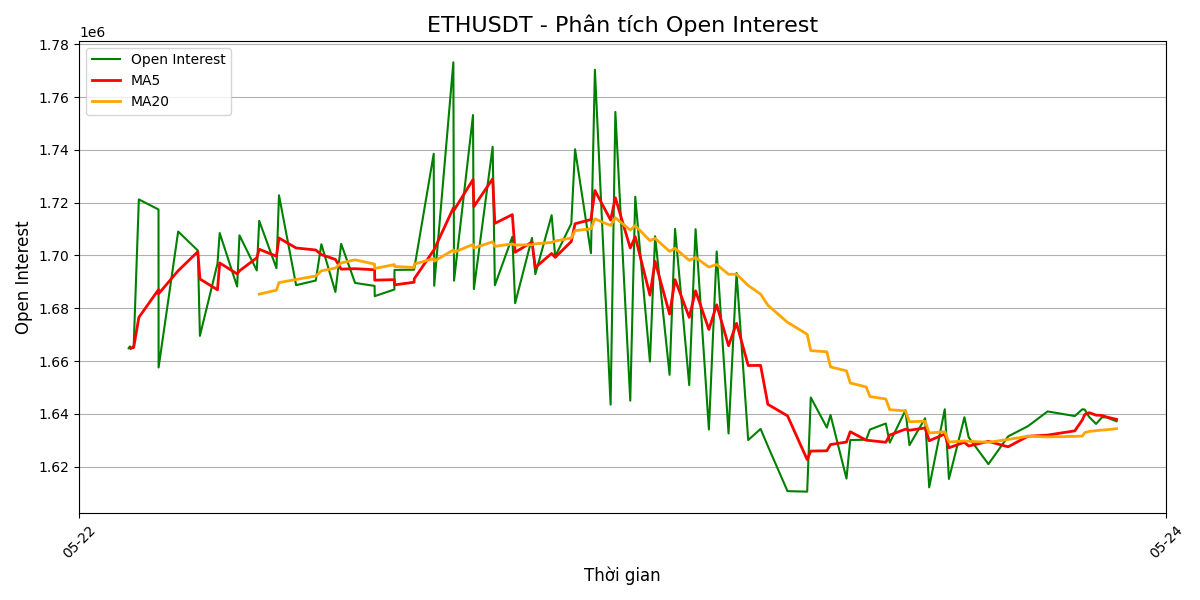 ETHUSDT - Phân tích Open Interest
1e6
Open Interest
MA5
MA20
1.78
1.76
1.74
1.72
1.70
1.68
1.66
1.64
1.62
Open Interest
05-22
05-24
Thời gian